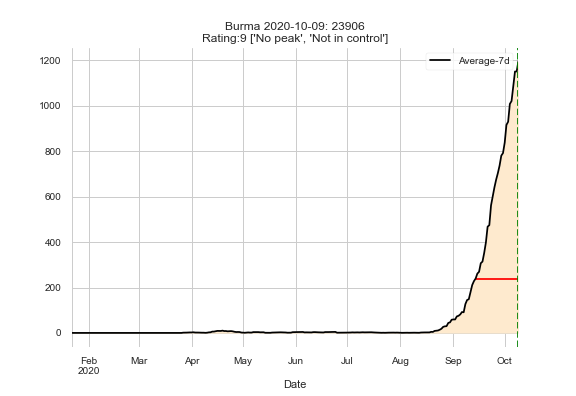 Burma 2020-10-09: 23906
Rating:9 ['No peak', 'Not in control']
Average-7d
1200
1000
800
600
400
200
0
Feb Mar Apr May Jun Jul Aug Sep Oct
2020
Date